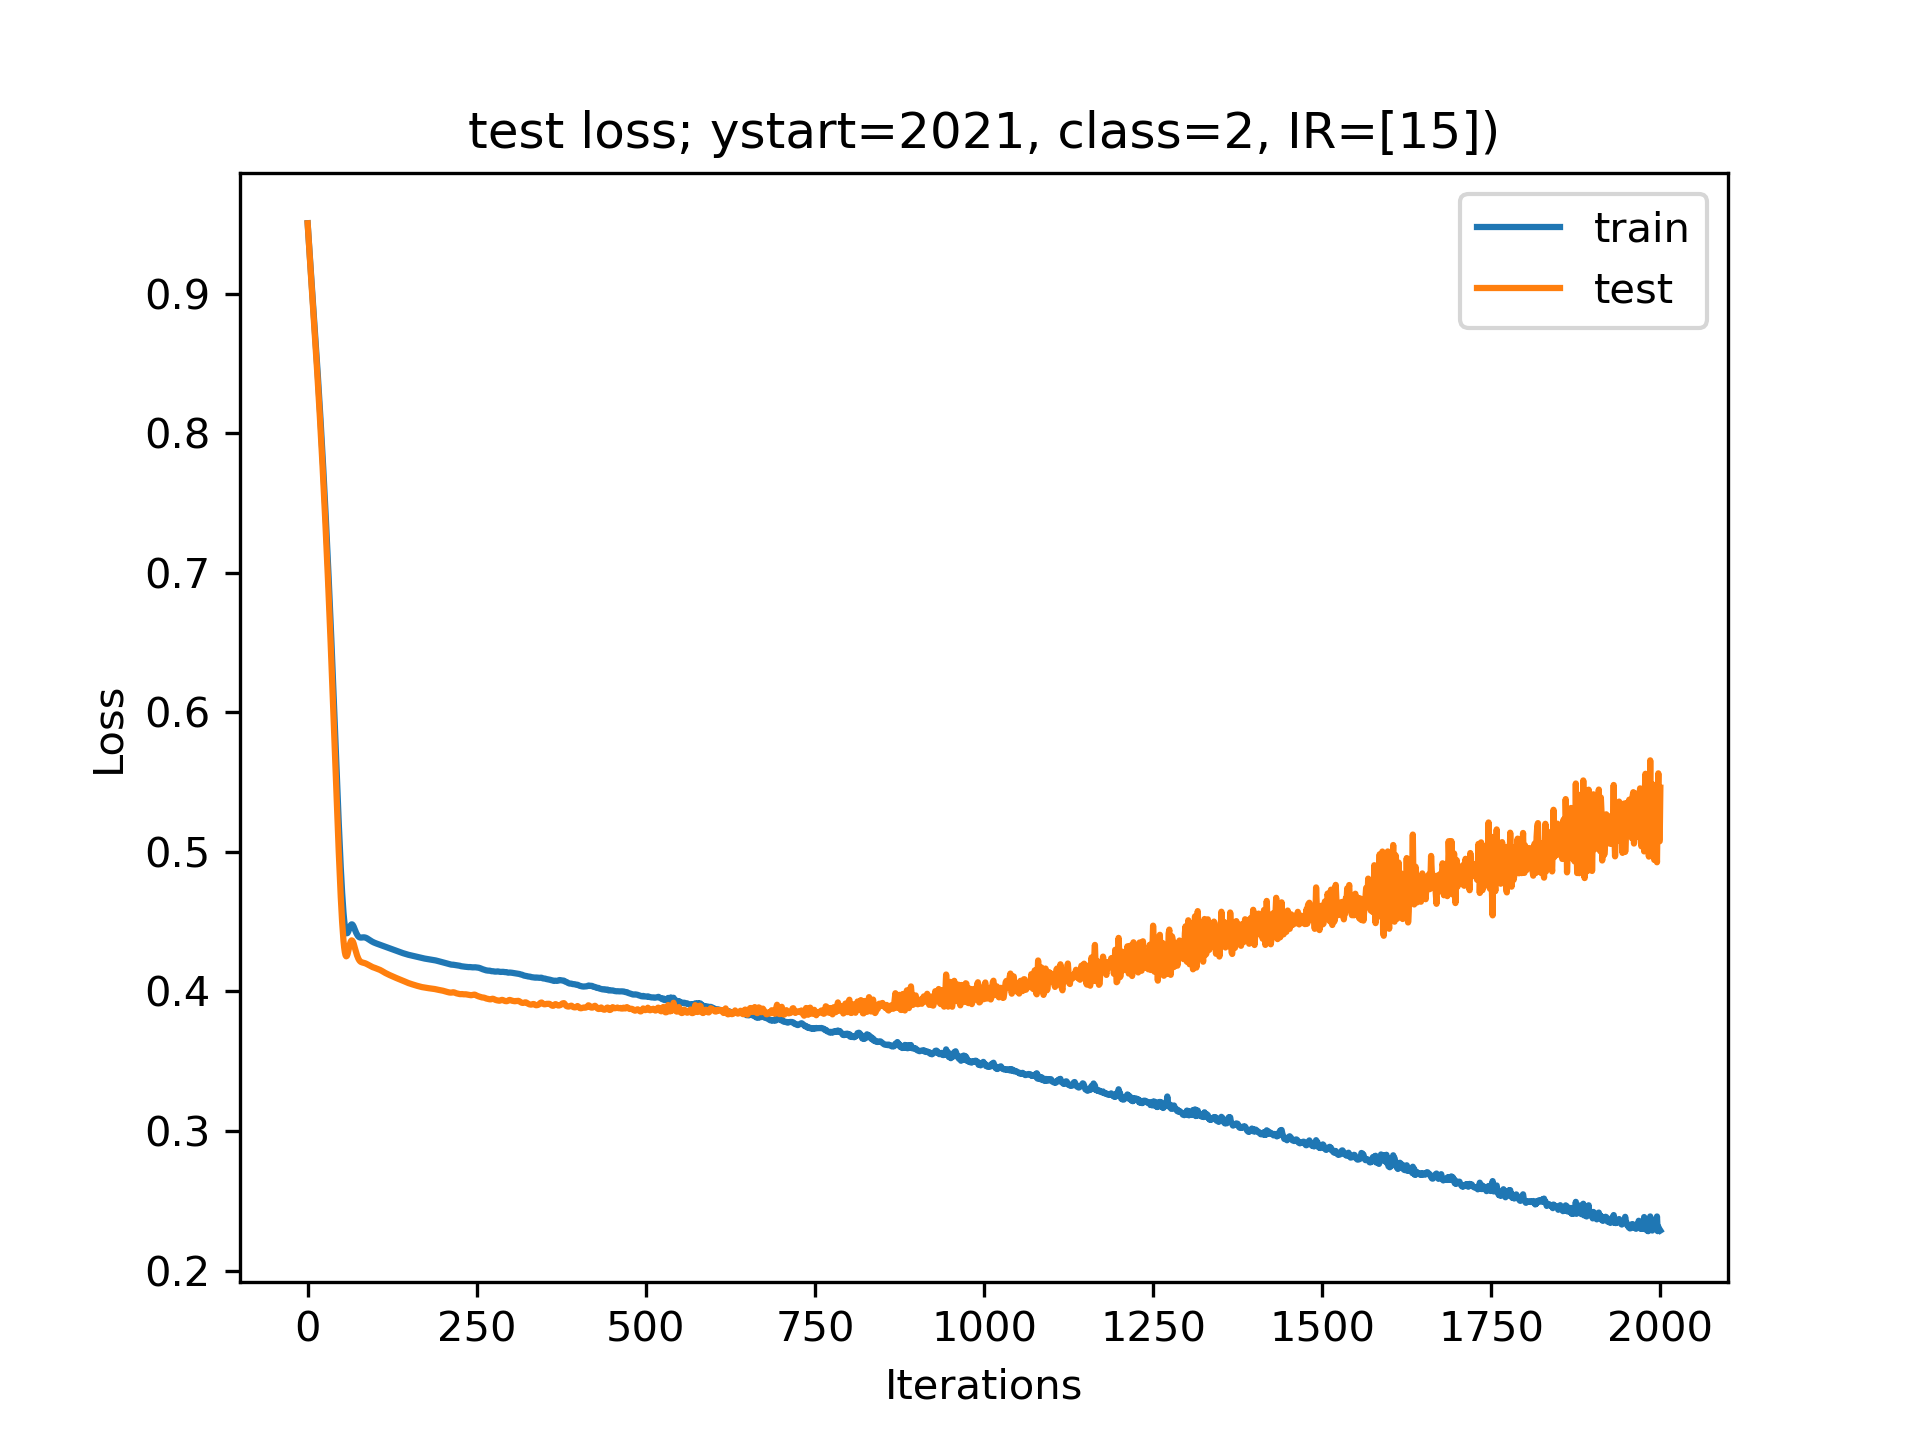 test loss; ystart=2021, class=2, IR=[15])
train
test
Loss
0.9
0.8
0.7
0.6
0.5
0.4
0.3
0.2
0 250 500 750 1000 1250 1500 1750 2000
Iterations